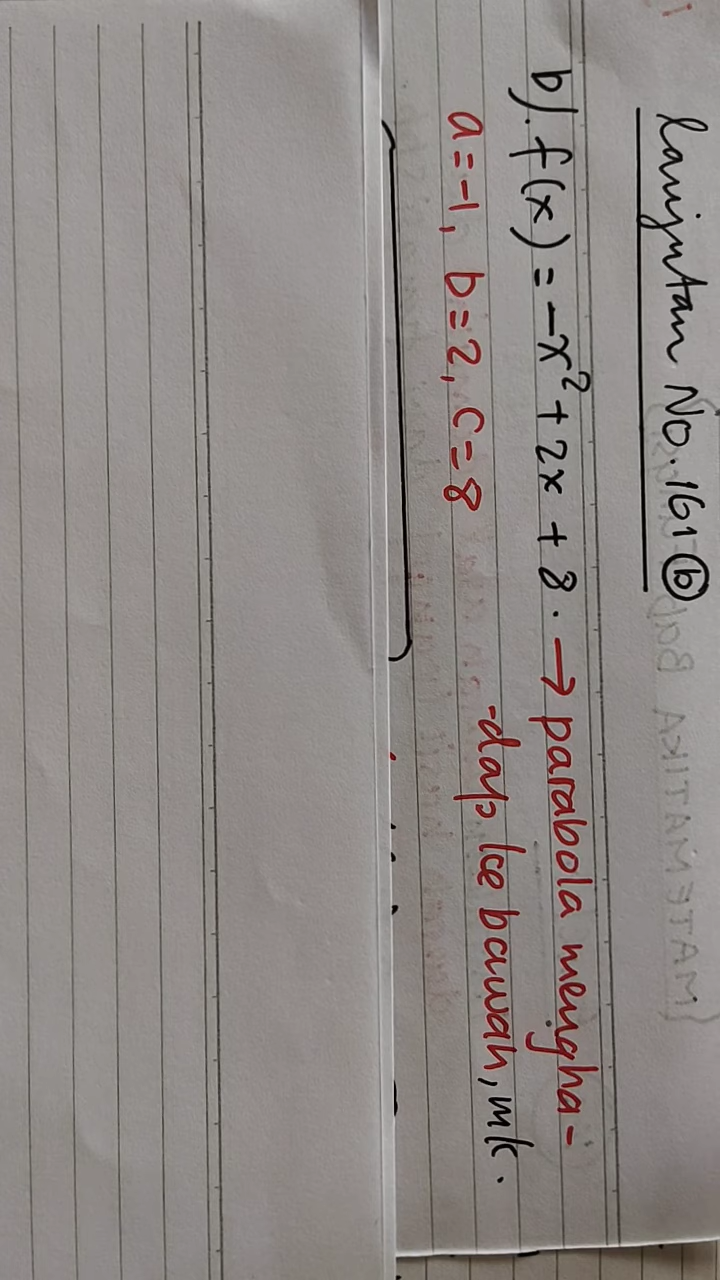 Lanjutan No. 161 ⓑ
b). f(x) = -x² + 2x + 8. → parabola mengha-
a = -1, b = 2, c = 8 -dap ke bawah, mk.